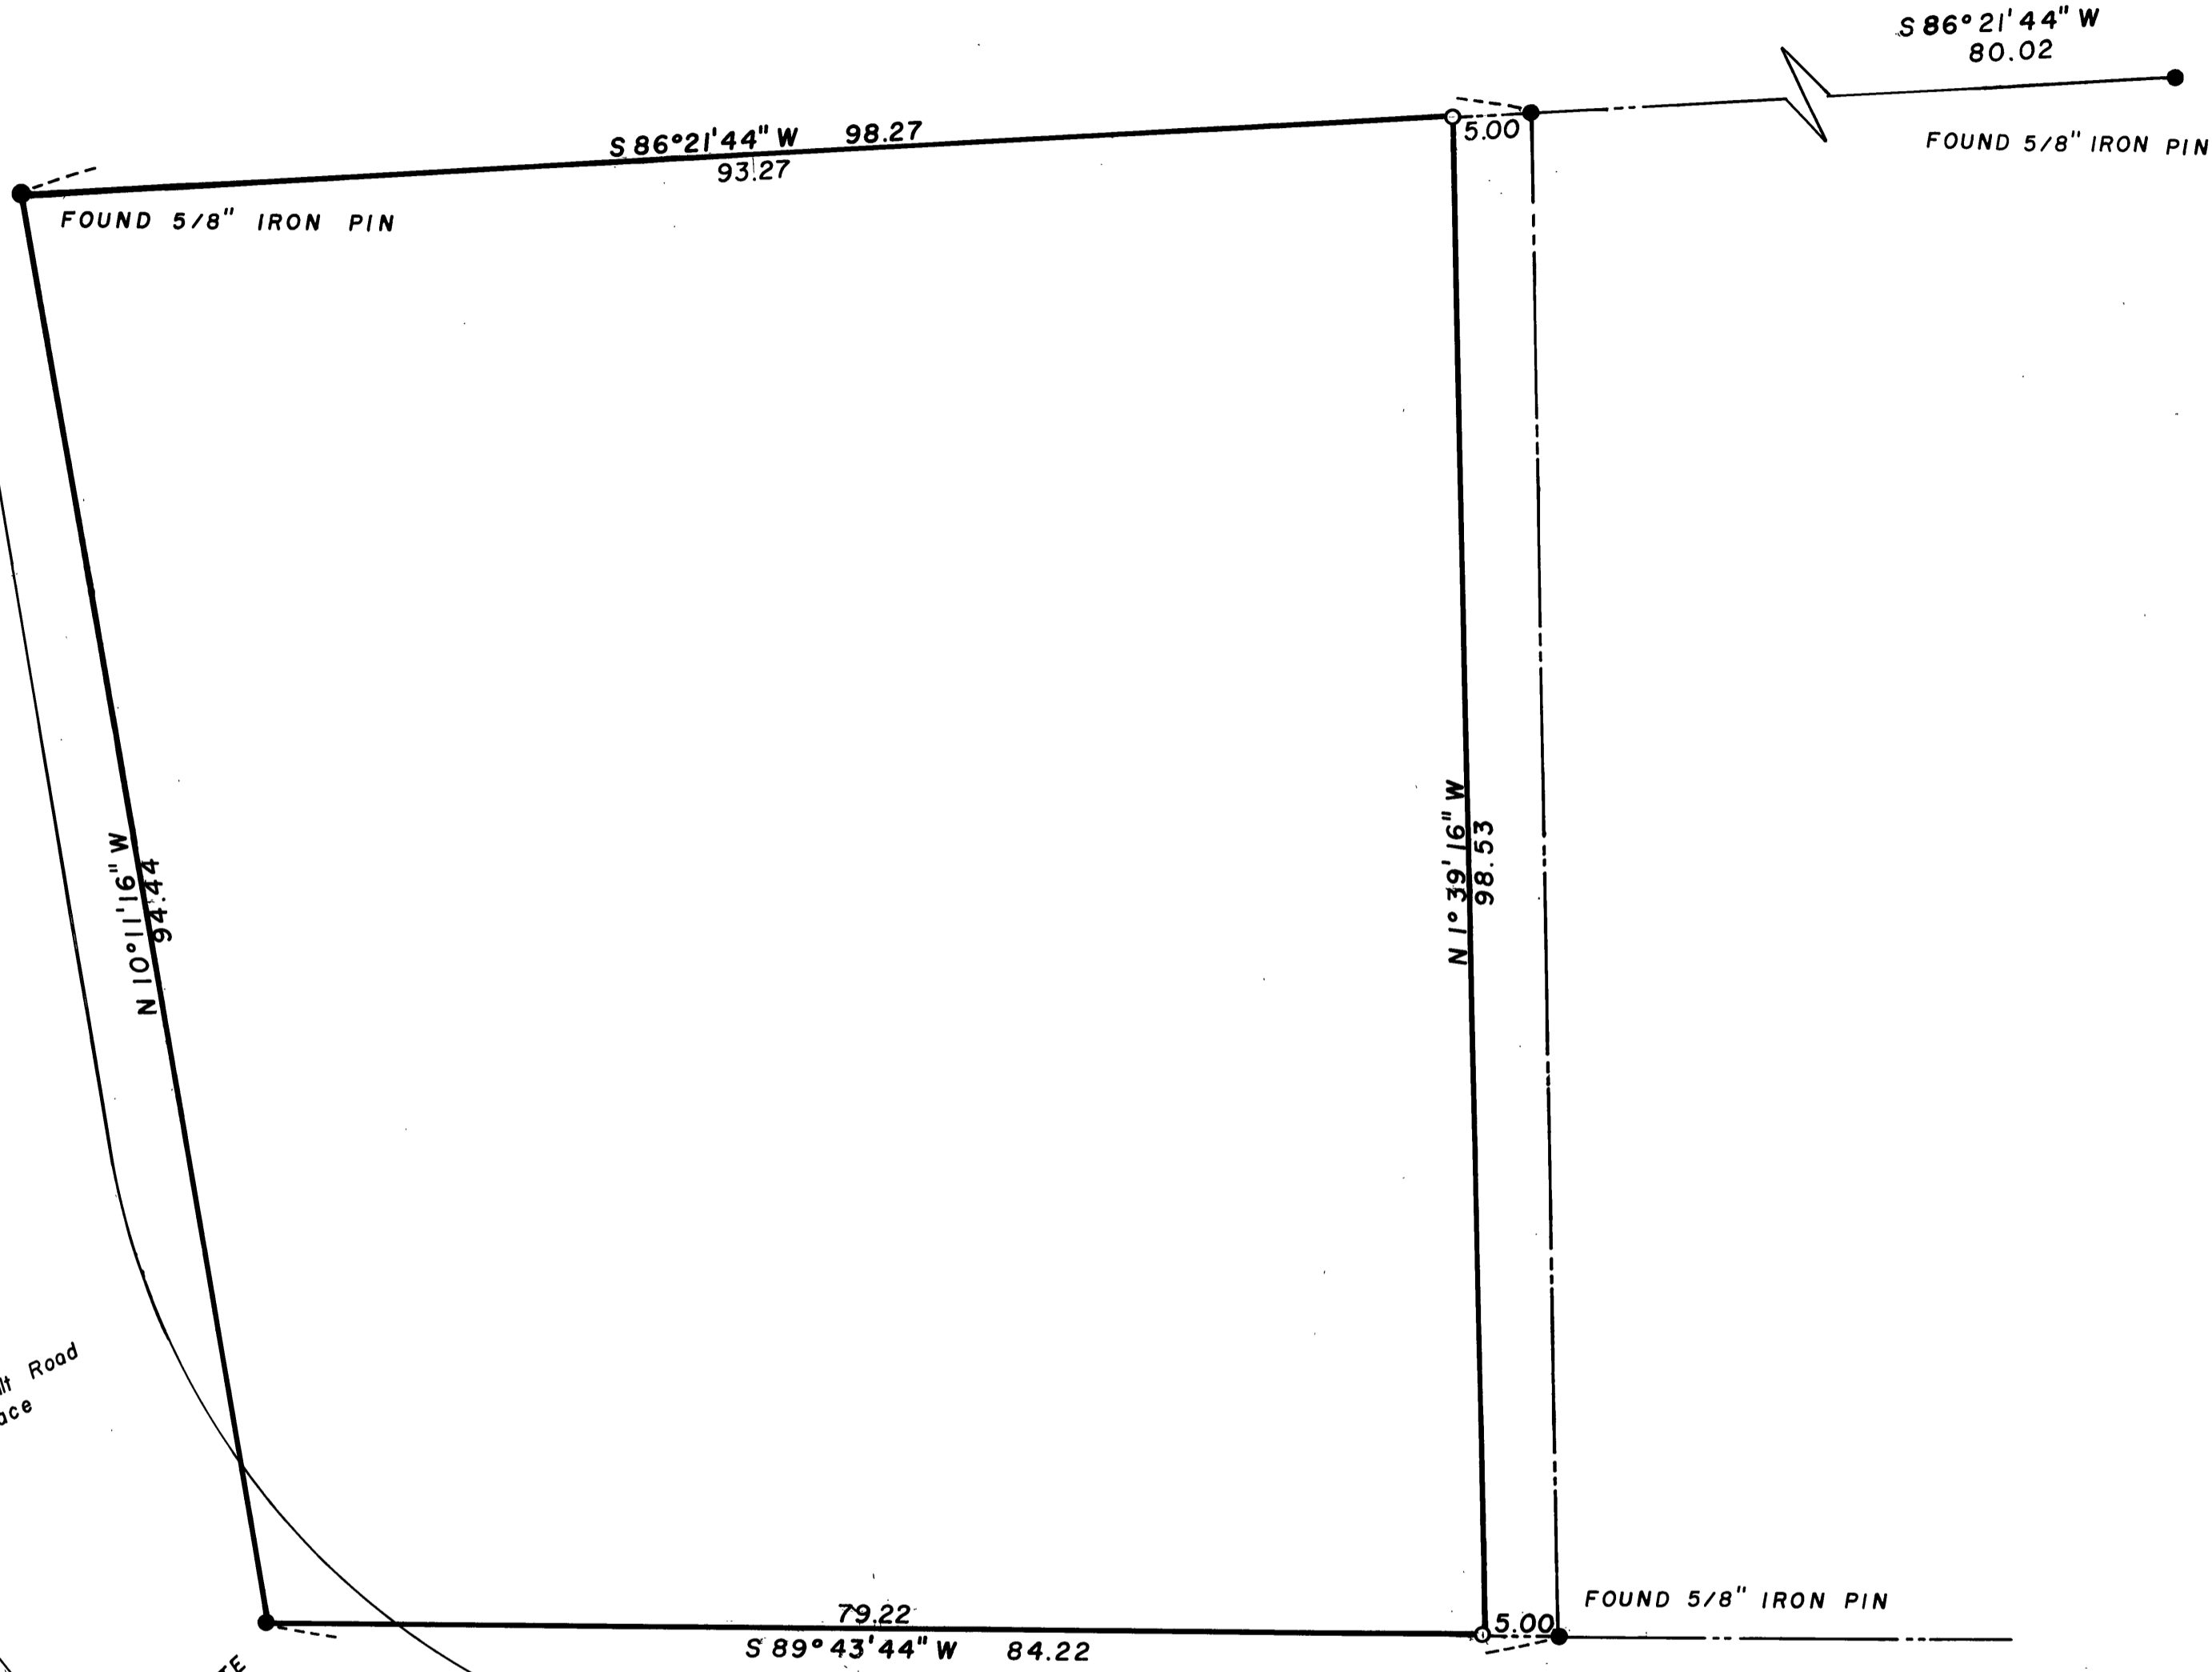 S 86° 21' 44" W
80.02
FOUND 5/8" IRON PIN
S 86° 21' 44" W 98.27
93.27
5.00
FOUND 5/8" IRON PIN
N 10° 11' 16" W
94.44
N 1° 39' 16" W
98.53
Road
79.22
S 89° 43' 44" W 84.22
5.00
FOUND 5/8" IRON PIN